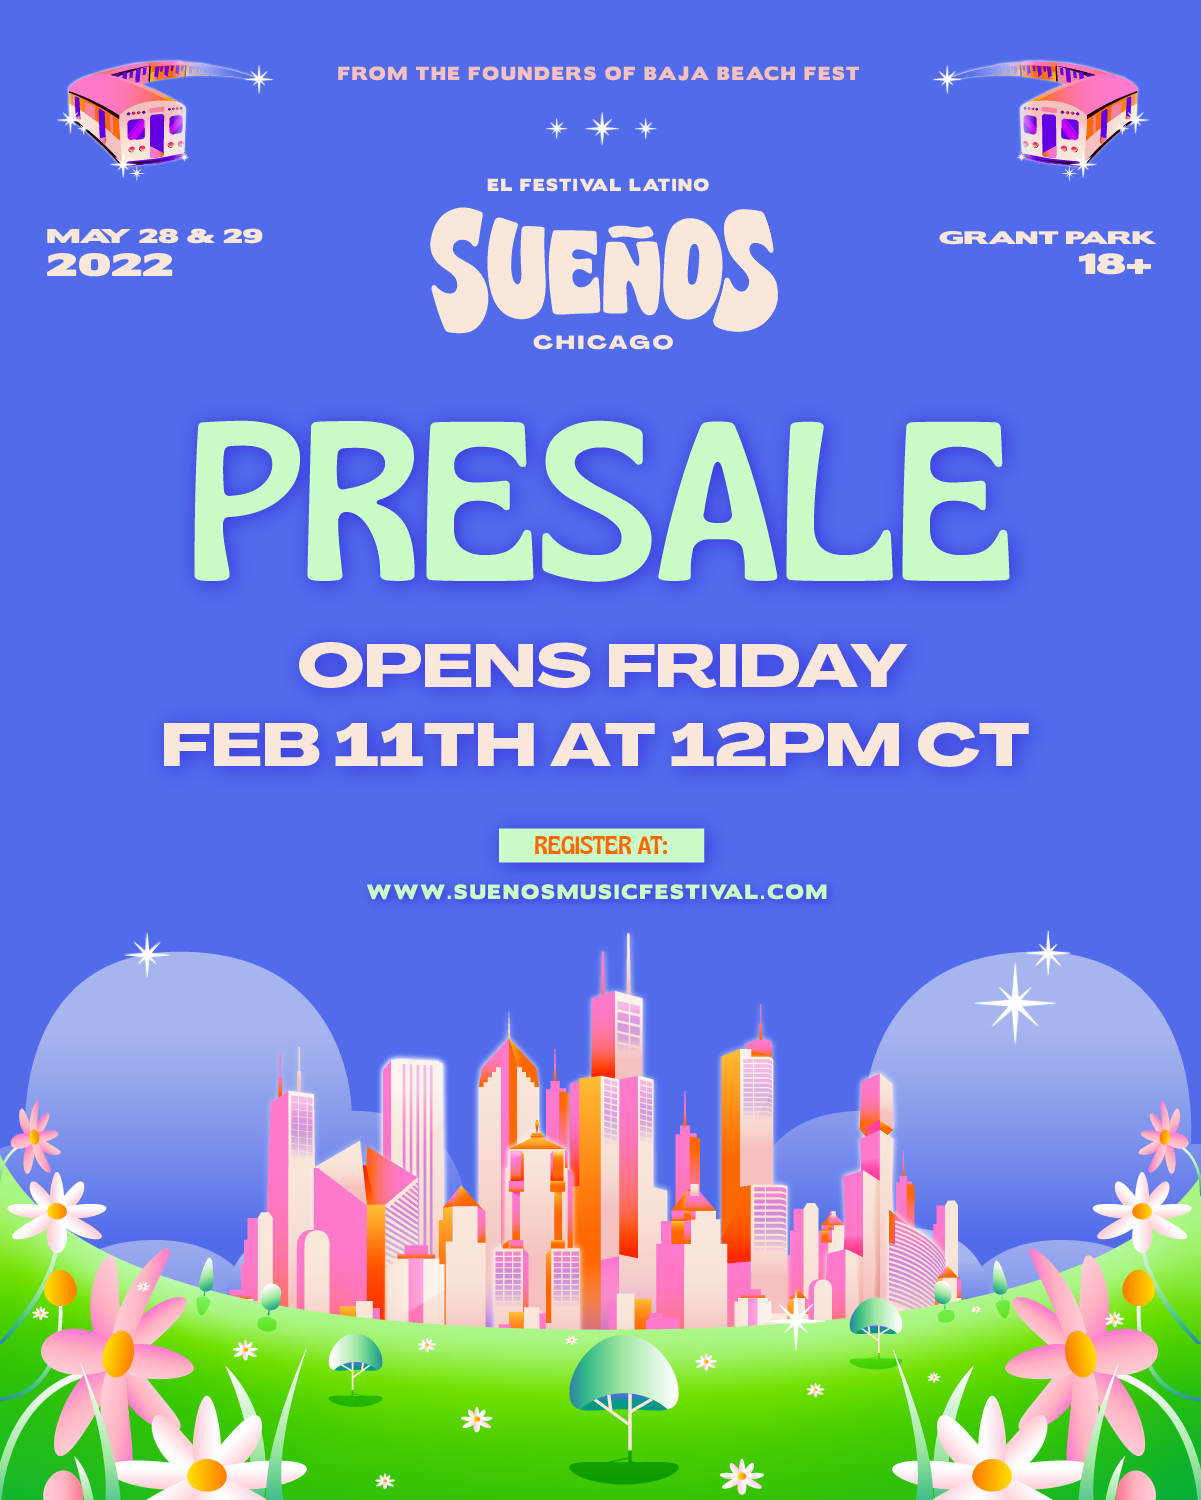 FROM THE FOUNDERS OF BAJA BEACH FEST
EL FESTIVAL LATINO
SUEÑOS
CHICAGO
MAY 28 & 29
2022
GRANT PARK
18+
PRESALE
OPENS FRIDAY
FEB 11TH AT 12PM CT
REGISTER AT:
WWW.SUENOSMUSICFESTIVAL.COM